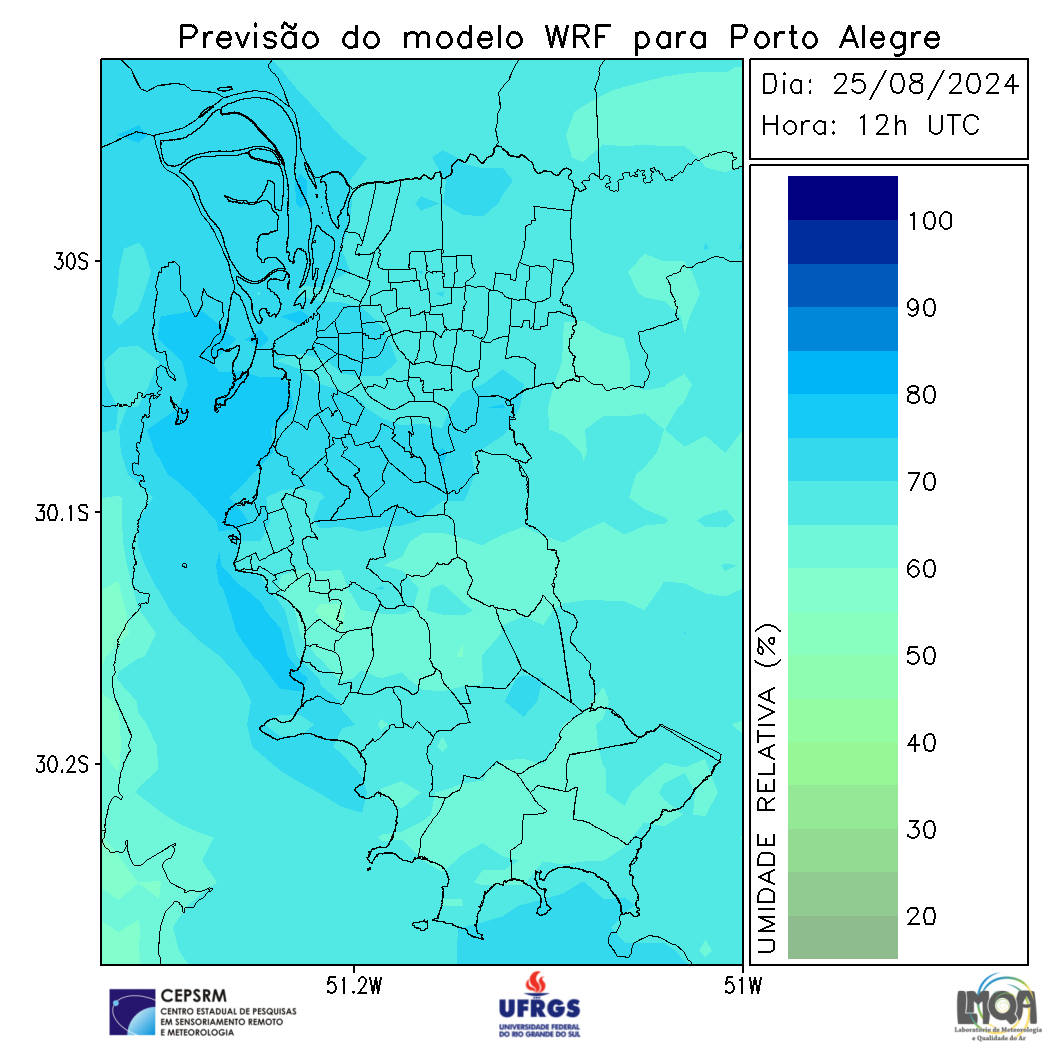 Previsão do modelo WRF para Porto Alegre
Dia: 25/08/2024
Hora: 12h UTC
100
90
80
70
60
50
40
30
20
UMIDADE RELATIVA (%)
30S
30.1S
30.2S
51.2W
51W
CEPSRM
CENTRO ESTADUAL DE PESQUISAS
EM SENSORIAMENTO REMOTO
E METEOROLOGIA
UFRGS
UNIVERSIDADE FEDERAL
DO RIO GRANDE DO SUL
LMQA
Laboratório de Meteorologia
e Qualidade do Ar